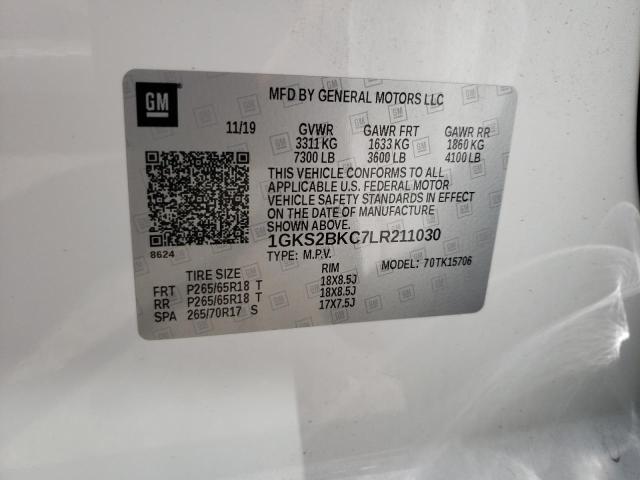 GM
MFD BY GENERAL MOTORS LLC
11/19 GVWR GAWR FRT GAWR RR
3311 KG 1633 KG 1860 KG
7300 LB 3600 LB 4100 LB
THIS VEHICLE CONFORMS TO ALL
APPLICABLE U.S. FEDERAL MOTOR
VEHICLE SAFETY STANDARDS IN EFFECT
ON THE DATE OF MANUFACTURE
SHOWN ABOVE.
1GKS2BKC7LR211030
8624
TYPE: M.P.V. MODEL: 70TK15706
TIRE SIZE RIM
FRT P265/65R18 T 18X8.5J
RR P265/65R18 T 18X8.5J
SPA 265/70R17 S 17X7.5J